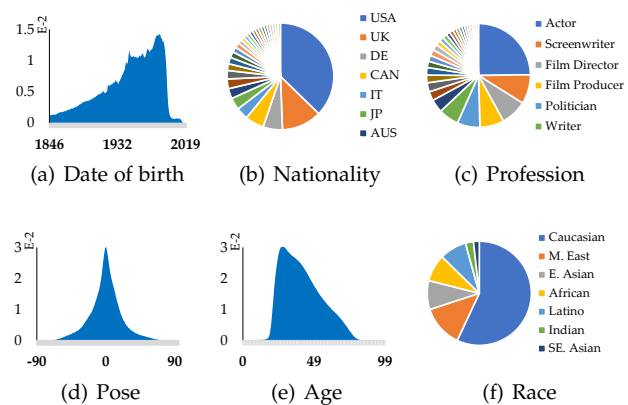 E-2
1.5
1
0.5
0
1846 1932 2019
(a) Date of birth
USA
UK
DE
CAN
IT
JP
AUS
(b) Nationality
Actor
Screenwriter
Film Director
Film Producer
Politician
Writer
(c) Profession
E-2
3
2
1
0
-90 0 90
(d) Pose
E-2
3
2
1
0
0 49 99
(e) Age
Caucasian
M. East
E. Asian
African
Latino
Indian
SE. Asian
(f) Race